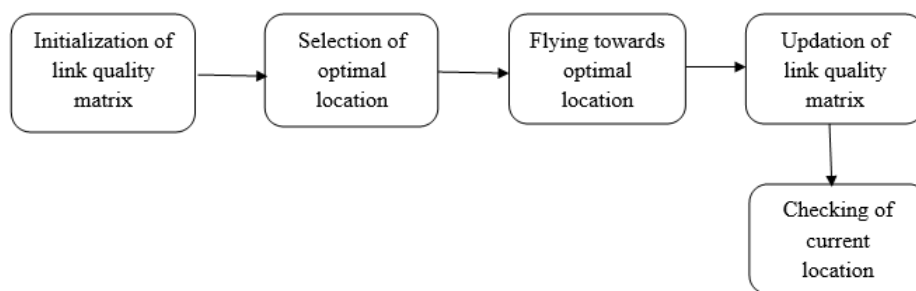 Initialization of
link quality
matrix
Selection of
optimal
location
Flying towards
optimal
location
Updation of
link quality
matrix
Checking of
current
location